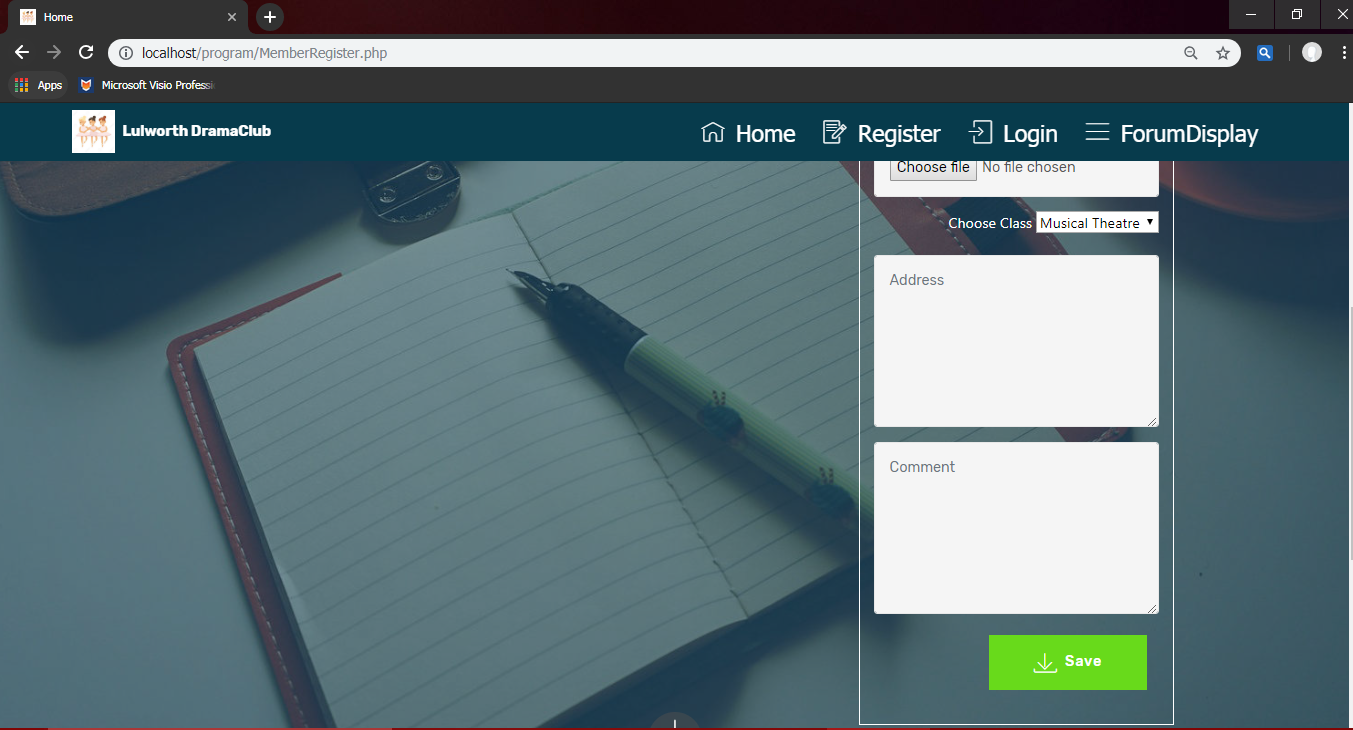 Home
localhost/program/MemberRegister.php
Apps
Microsoft Visio Professi
Lulworth DramaClub
Home
Register
Login
ForumDisplay
Choose file No file chosen
Choose Class Musical Theatre
Address
Comment
Save